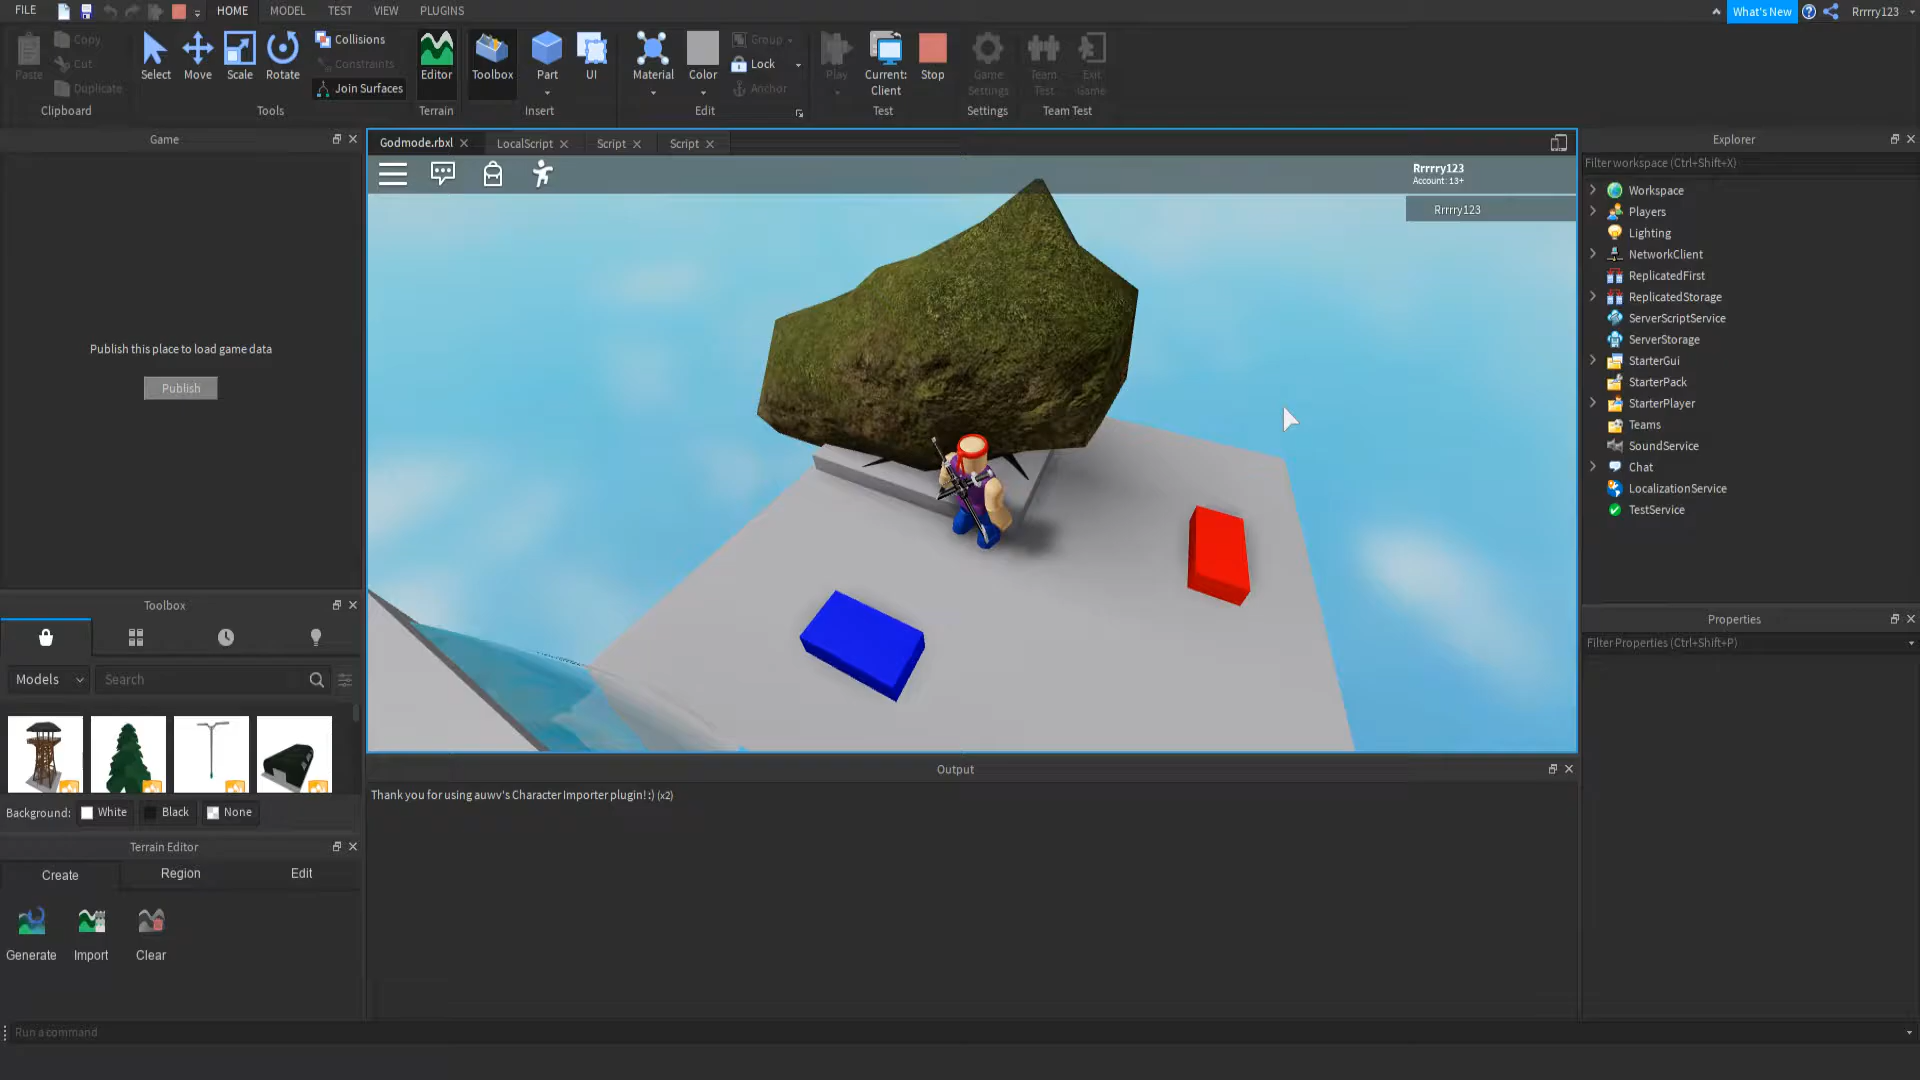 FILE HOME MODEL TEST VIEW PLUGINS What's New Rrrrry123
Copy Collisions Group
Cut Constraints Lock
Paste Duplicate Select Move Scale Rotate Join Surfaces Editor Toolbox Part UI Material Color Anchor Play Current: Client Stop Game Settings Team Test Exit Game
Clipboard Tools Terrain Insert Edit Test Settings Team Test
Game
Publish this place to load game data
Publish
Toolbox
Models Search
Background: White Black None
Terrain Editor
Create Region Edit
Generate Import Clear
Godmode.rbxl LocalScript Script Script
Rrrrry123
Account: 13+
Rrrrry123
Output
Thank you for using auwv's Character Importer plugin! :) (x2)
Explorer
Filter workspace (Ctrl+Shift+X)
Workspace
Players
Lighting
NetworkClient
ReplicatedFirst
ReplicatedStorage
ServerScriptService
ServerStorage
StarterGui
StarterPack
StarterPlayer
Teams
SoundService
Chat
LocalizationService
TestService
Properties
Filter Properties (Ctrl+Shift+P)
Run a command